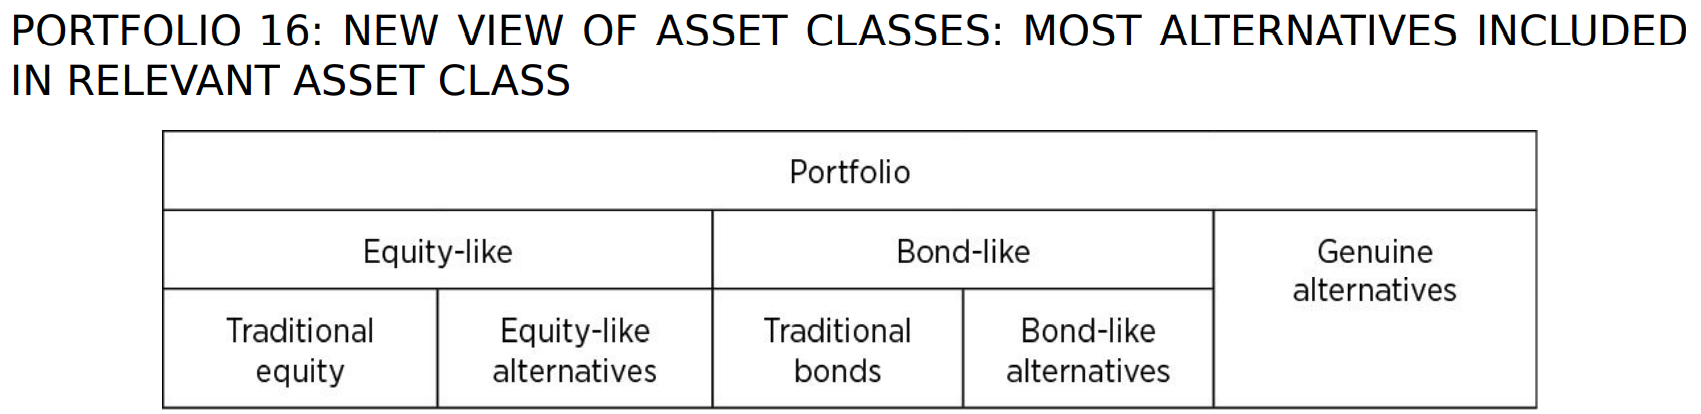 PORTFOLIO 16: NEW VIEW OF ASSET CLASSES: MOST ALTERNATIVES INCLUDED
IN RELEVANT ASSET CLASS
Portfolio
Equity-like
Bond-like
Genuine
alternatives
Traditional
equity
Equity-like
alternatives
Traditional
bonds
Bond-like
alternatives